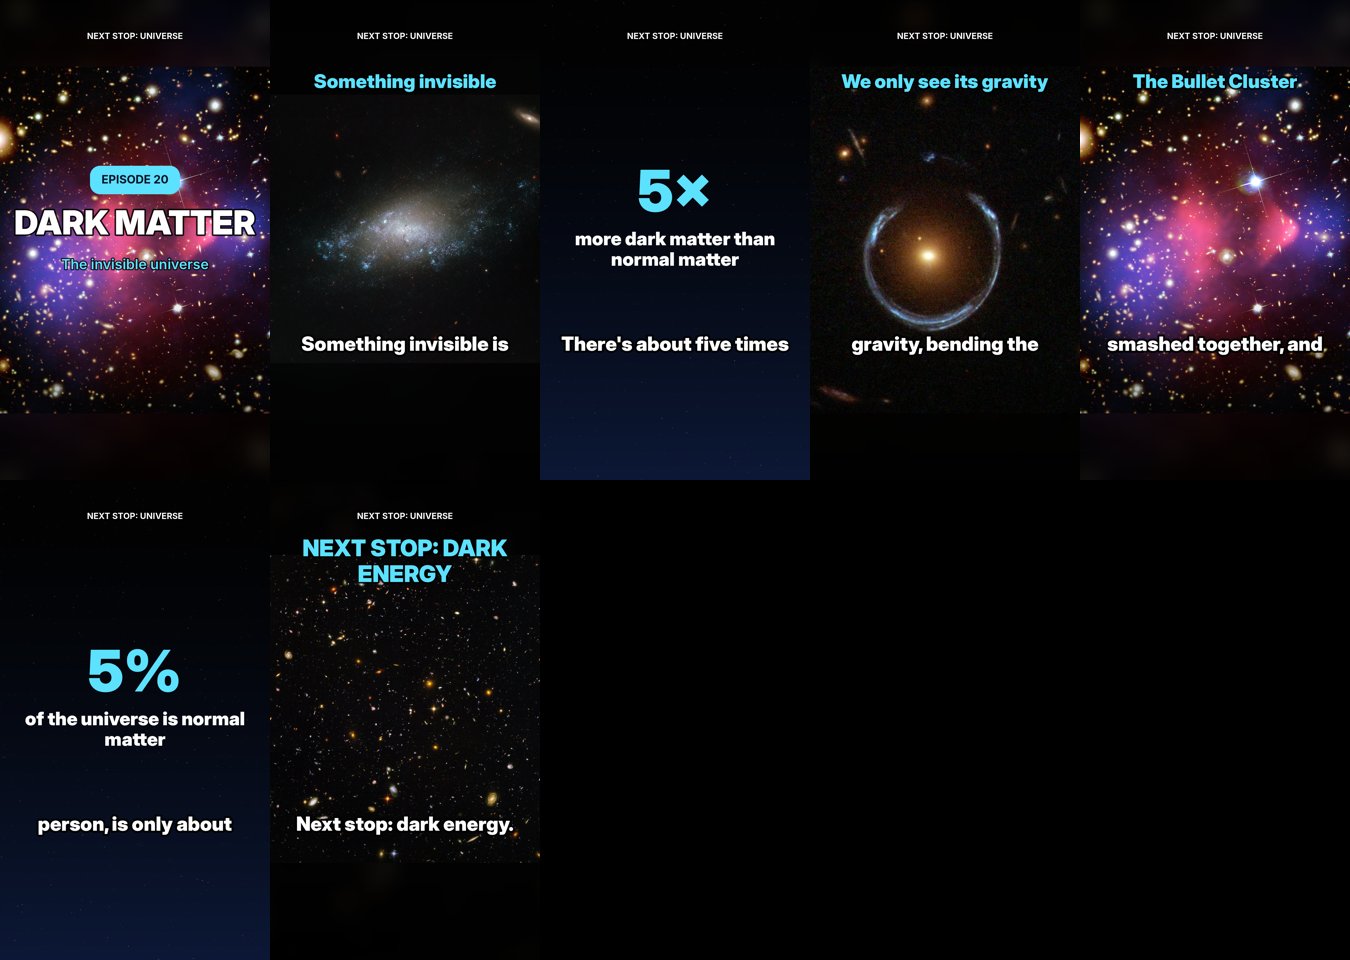 NEXT STOP: UNIVERSE
EPISODE 20
DARK MATTER
The invisible universe
NEXT STOP: UNIVERSE
Something invisible
Something invisible is
NEXT STOP: UNIVERSE
5×
more dark matter than
normal matter
There's about five times
NEXT STOP: UNIVERSE
We only see its gravity
gravity, bending the
NEXT STOP: UNIVERSE
The Bullet Cluster
smashed together, and
NEXT STOP: UNIVERSE
5%
of the universe is normal
matter
person, is only about
NEXT STOP: UNIVERSE
NEXT STOP: DARK
ENERGY
Next stop: dark energy.